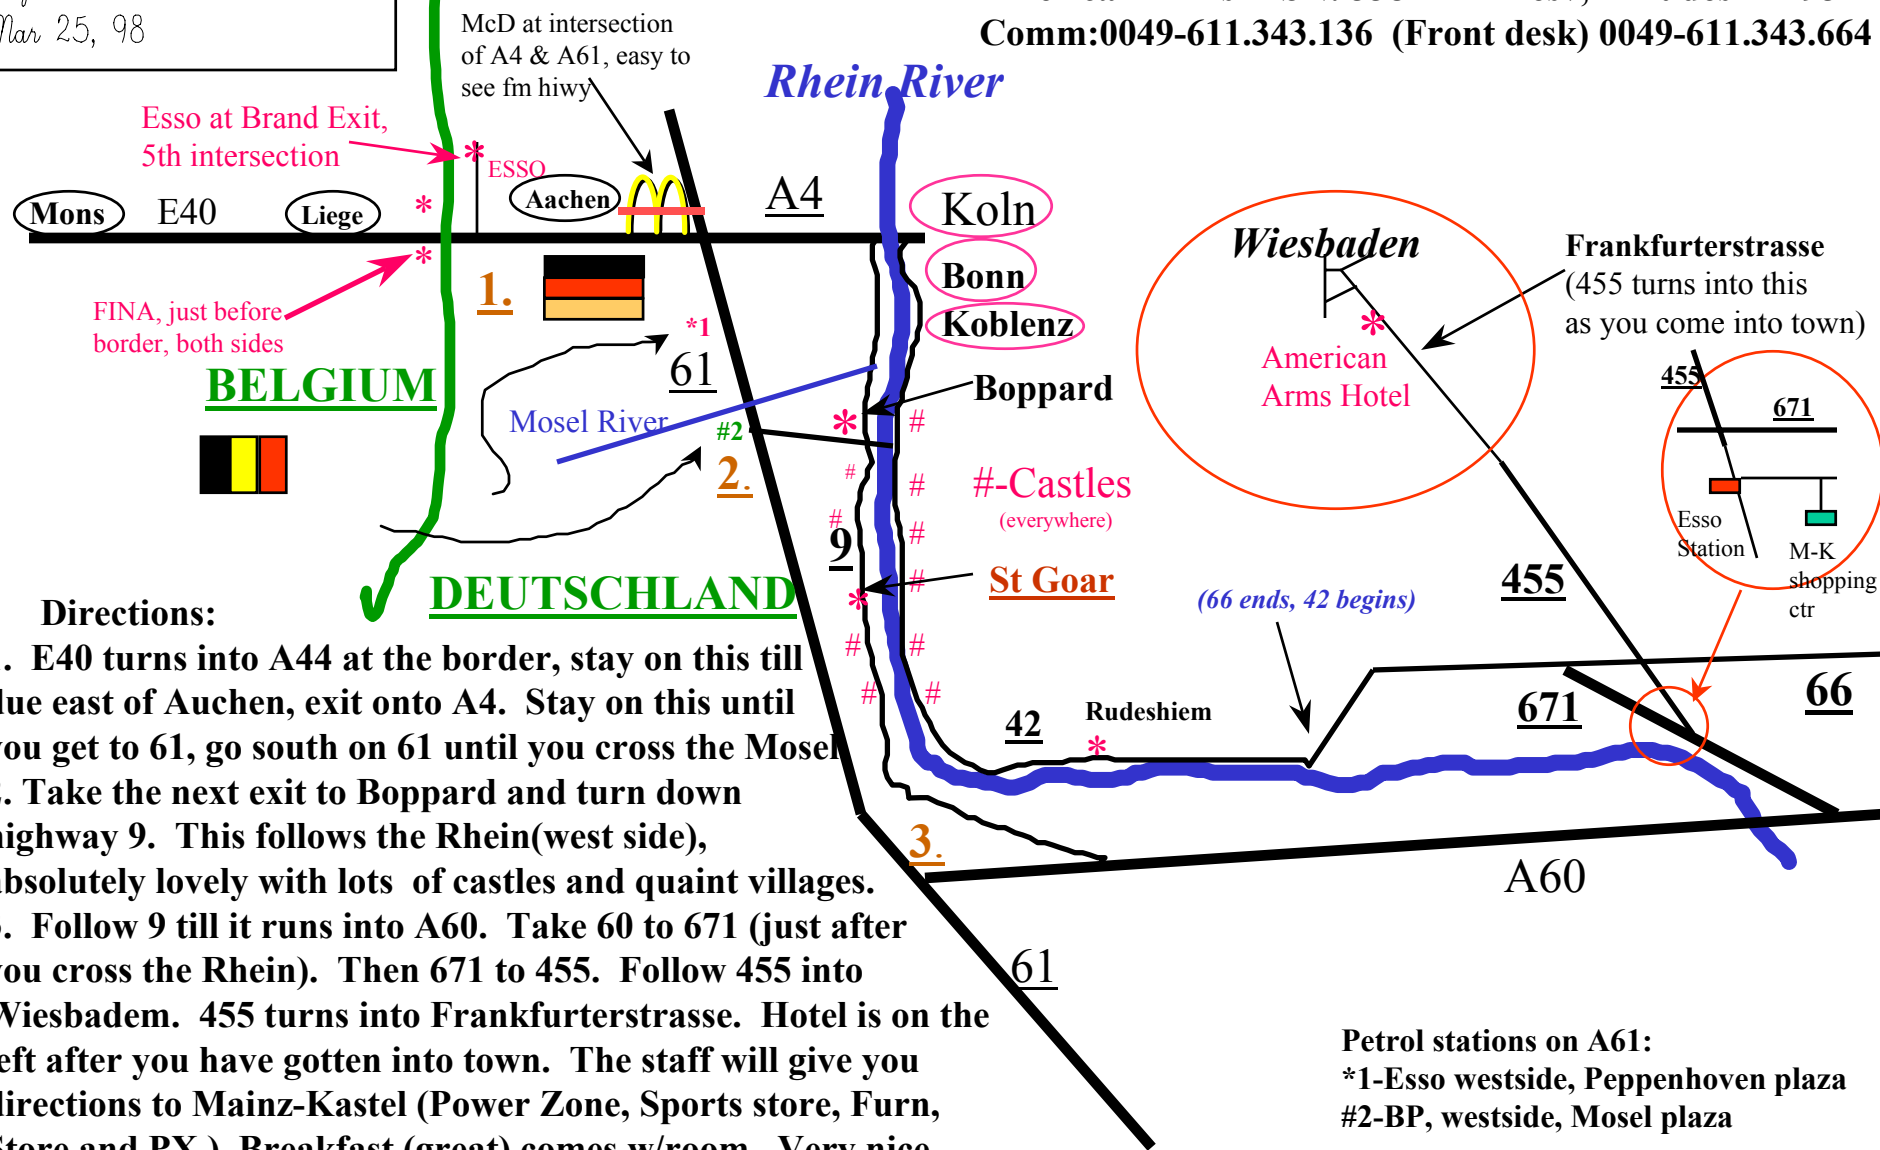 Mar 25, 98
Comm:0049-611.343.136 (Front desk) 0049-611.343.664
McD at intersection
of A4 & A61, easy to
see fm hiwy
Rhein River
Esso at Brand Exit,
5th intersection
*
ESSO
Mons
E40
Liege
*
Aachen
A4
Koln
*
Bonn
Koblenz
FINA, just before
border, both sides
1.
*1
61
BELGIUM
Mosel River
#2
2.
Boppard
*
#
#
#
#
#
#
#-Castles
(everywhere)
9
#
St Goar
*
#
#
#
#
DEUTSCHLAND
Wiesbaden
*
American
Arms Hotel
Frankfurterstrasse
(455 turns into this
as you come into town)
455
671
Esso
Station
M-K
shopping
ctr
455
(66 ends, 42 begins)
42
Rudeshiem
*
671
66
3.
A60
61
Directions:
. E40 turns into A44 at the border, stay on this till
due east of Auchen, exit onto A4. Stay on this until
you get to 61, go south on 61 until you cross the Mosel
2. Take the next exit to Boppard and turn down
highway 9. This follows the Rhein(west side),
absolutely lovely with lots of castles and quaint villages.
. Follow 9 till it runs into A60. Take 60 to 671 (just after
you cross the Rhein). Then 671 to 455. Follow 455 into
Wiesbadem. 455 turns into Frankfurterstrasse. Hotel is on the
left after you have gotten into town. The staff will give you
directions to Mainz-Kastel (Power Zone, Sports store, Furn,
Store and PX.) Breakfast (great) comes w/room. Very nice
Petrol stations on A61:
*1-Esso westside, Peppenhoven plaza
#2-BP, westside, Mosel plaza